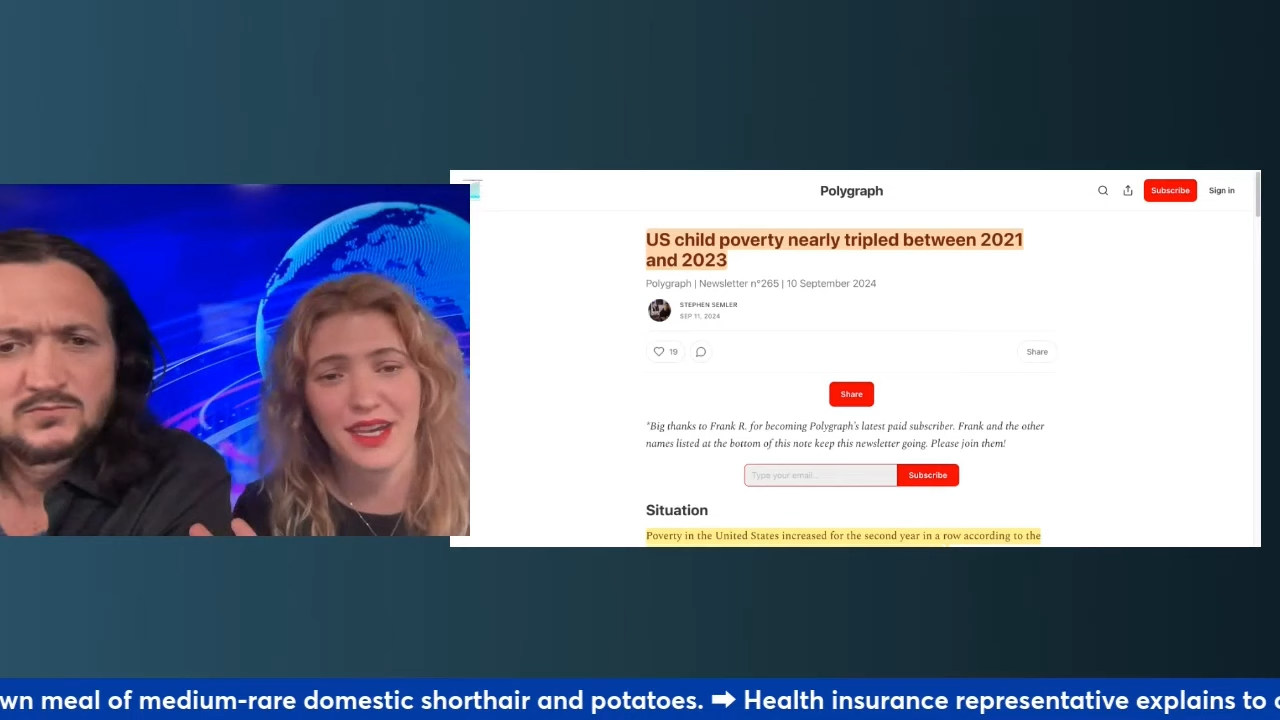 Polygraph
Subscribe
Sign in
US child poverty nearly tripled between 2021
and 2023
Polygraph | Newsletter n°265 | 10 September 2024
STEPHEN SEMLER
SEP 11, 2024
19
Share
Share
*Big thanks to Frank R. for becoming Polygraph's latest paid subscriber. Frank and the other
names listed at the bottom of this note keep this newsletter going. Please join them!
Type your email...
Subscribe
Situation
Poverty in the United States increased for the second year in a row according to the
wn meal of medium-rare domestic shorthair and potatoes. ➡ Health insurance representative explains to